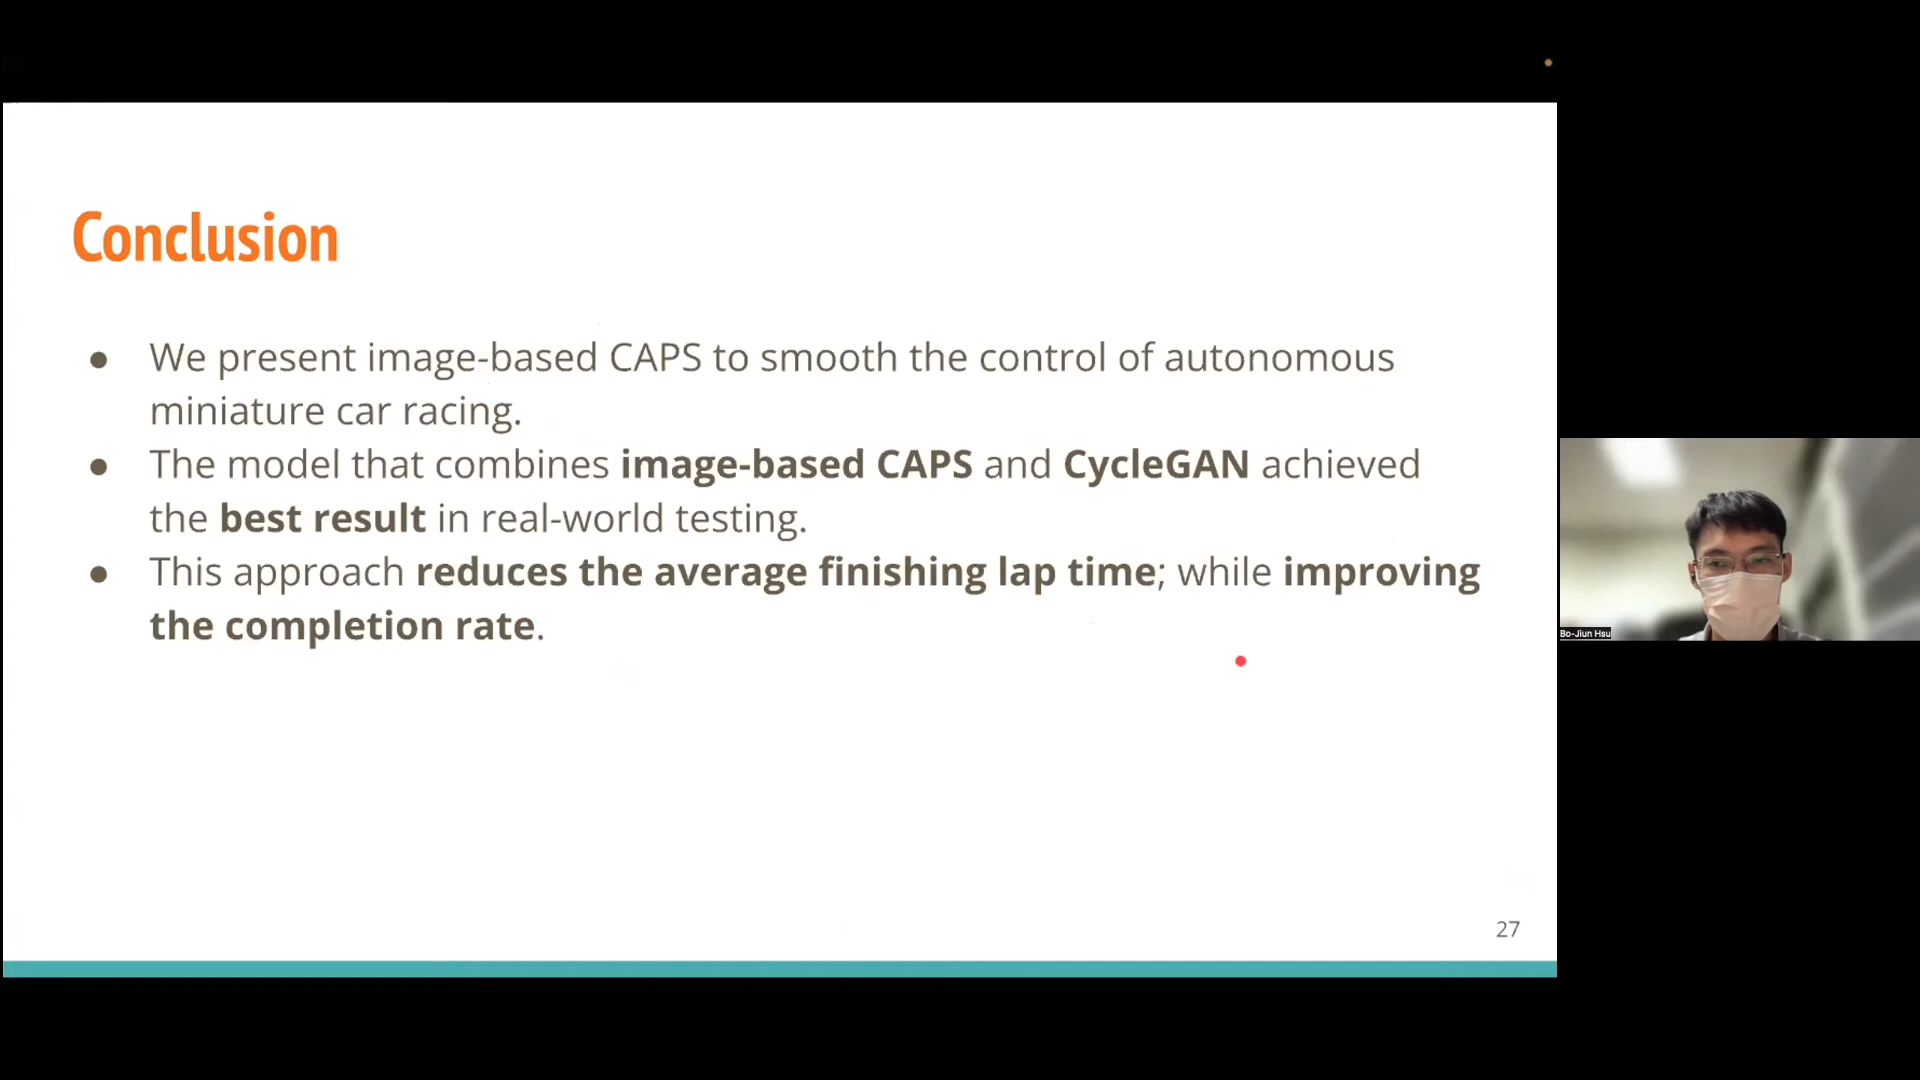 Conclusion
● We present image-based CAPS to smooth the control of autonomous
miniature car racing.
● The model that combines image-based CAPS and CycleGAN achieved
the best result in real-world testing.
● This approach reduces the average finishing lap time; while improving
the completion rate.
Bo-Jiun Hsu
27